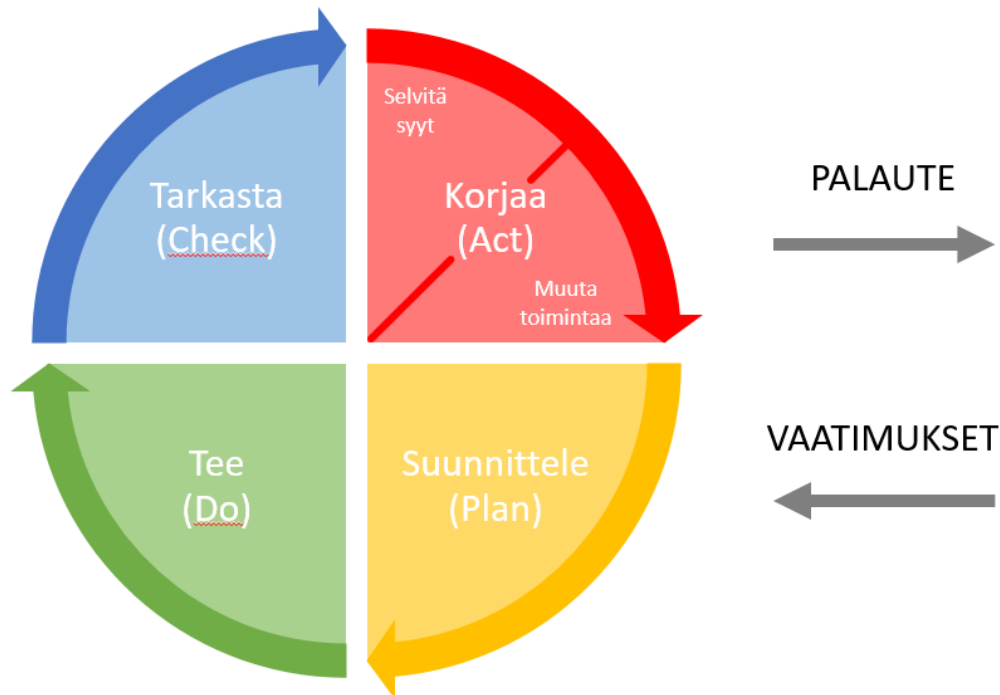 Selvitä
syyt
Tarkasta
(Check)
Korjaa
(Act)
Muuta
toimintaa
PALAUTE
Tee
(Do)
Suunnittele
(Plan)
VAATIMUKSET